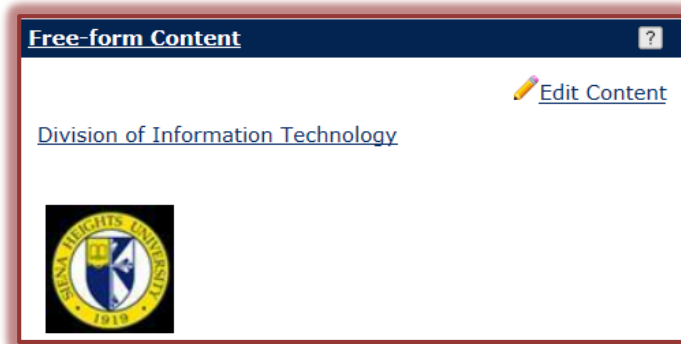 Free-form Content
?
Edit Content
Division of Information Technology
SIENA HEIGHTS UNIVERSITY
1919